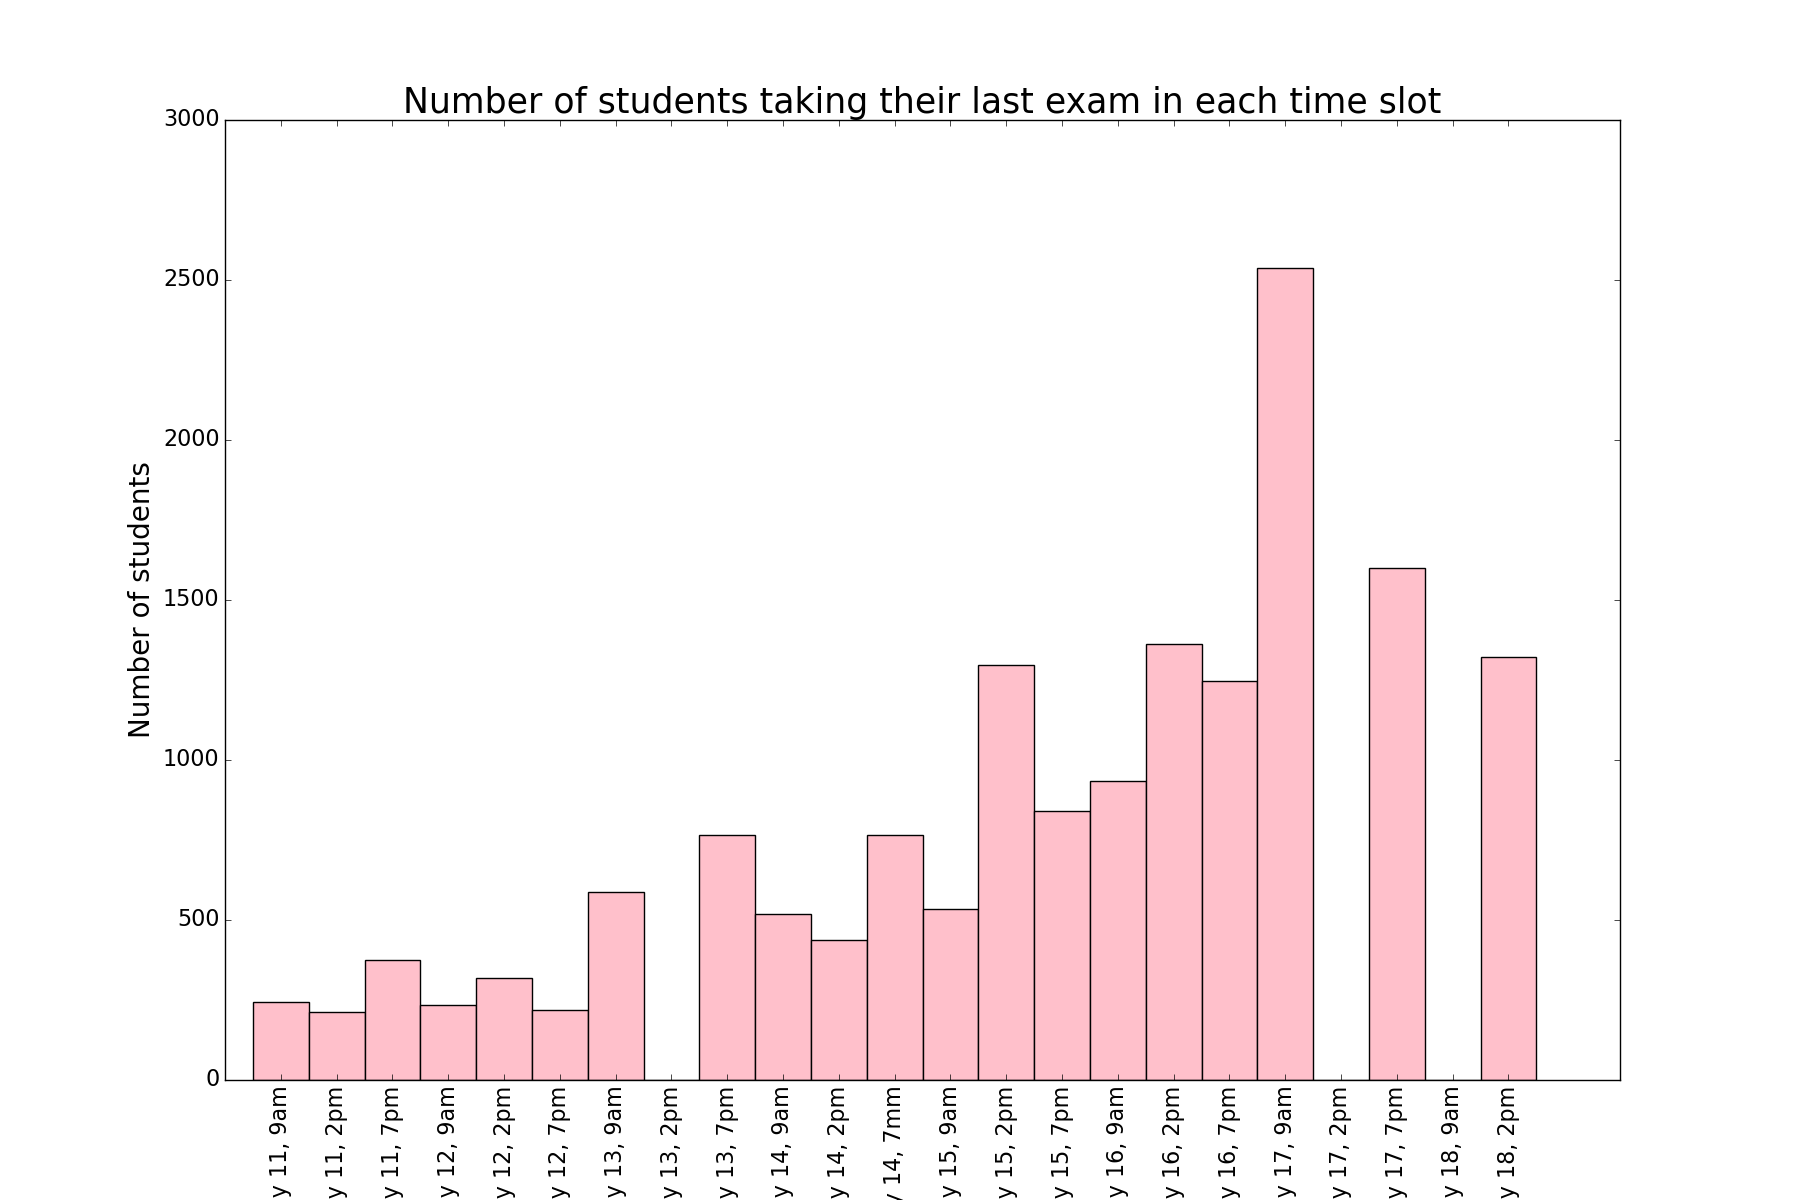 Number of students taking their last exam in each time slot
3000
2500
2000
1500
1000
500
0
Number of students
y 11, 9am
y 11, 2pm
y 11, 7pm
y 12, 9am
y 12, 2pm
y 12, 7pm
y 13, 9am
y 13, 2pm
y 13, 7pm
y 14, 9am
y 14, 2pm
y 14, 7mm
y 15, 9am
y 15, 2pm
y 15, 7pm
y 16, 9am
y 16, 2pm
y 16, 7pm
y 17, 9am
y 17, 2pm
y 17, 7pm
y 18, 9am
y 18, 2pm